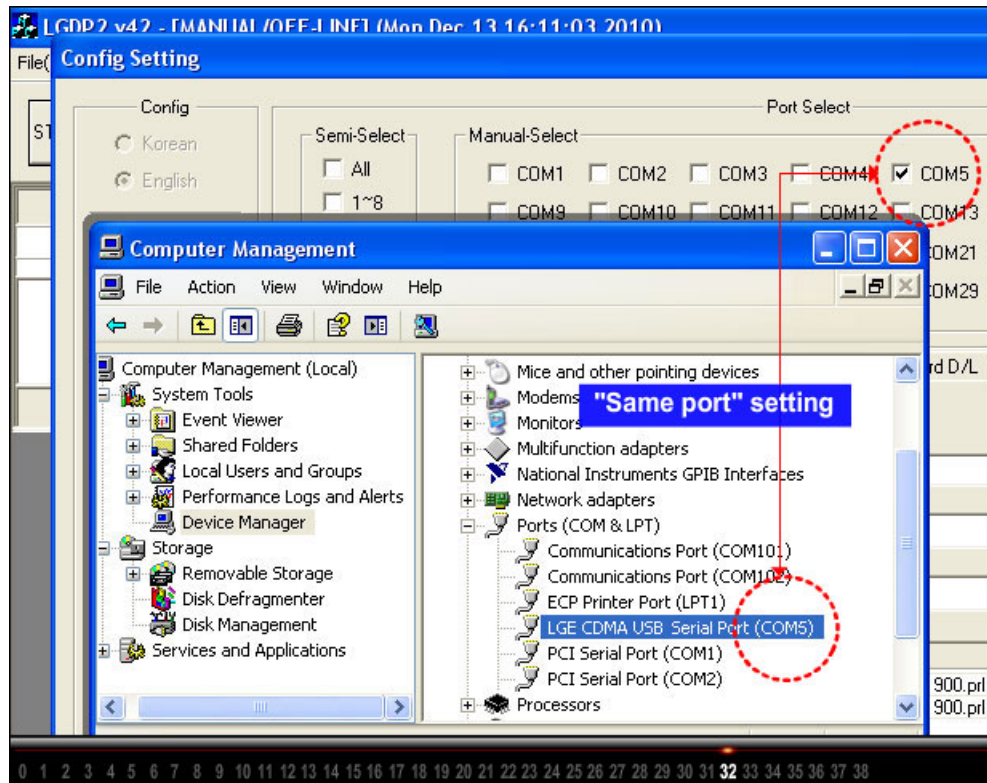 LGDP2 v42 - [MANUAL/OFF-LINE] (Mon Dec 13 16:11:03 2010)
File(
Config Setting
ST
Config
Korean
English
Semi-Select
All
1~8
Port Select
Manual-Select
COM1 COM2 COM3 COM4 COM5
COM9 COM10 COM11 COM12 COM13
COM21
COM29
rd D/L
Computer Management
File Action View Window Help
Computer Management (Local)
System Tools
Event Viewer
Shared Folders
Local Users and Groups
Performance Logs and Alerts
Device Manager
Storage
Removable Storage
Disk Defragmenter
Disk Management
Services and Applications
Mice and other pointing devices
Modems
"Same port" setting
Monitors
Multifunction adapters
National Instruments GPIB Interfaces
Network adapters
Ports (COM & LPT)
Communications Port (COM101)
Communications Port (COM102)
ECP Printer Port (LPT1)
LGE CDMA USB Serial Port (COM5)
PCI Serial Port (COM1)
PCI Serial Port (COM2)
Processors
900.prl
900.prl
0 1 2 3 4 5 6 7 8 9 10 11 12 13 14 15 16 17 18 19 20 21 22 23 24 25 26 27 28 29 30 31 32 33 34 35 36 37 38